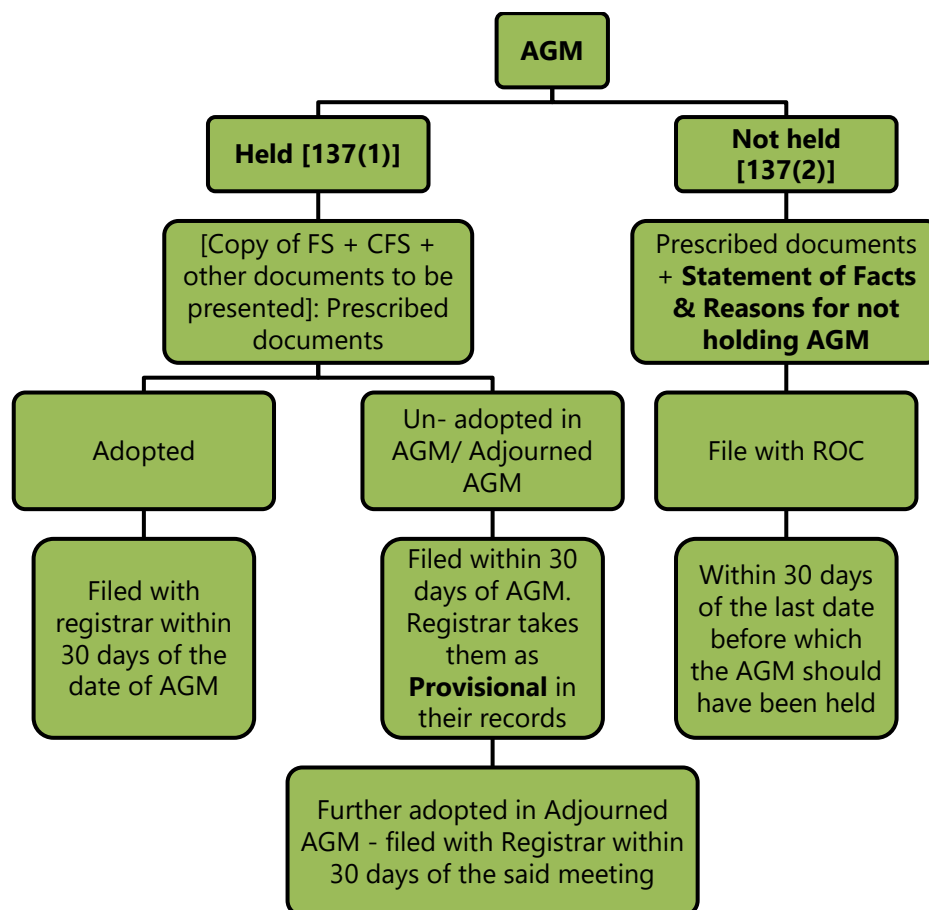 AGM
Held [137(1)]
Not held
[137(2)]
[Copy of FS + CFS +
other documents to be
presented]: Prescribed
documents
Prescribed documents
+ Statement of Facts
& Reasons for not
holding AGM
Adopted
Un- adopted in
AGM/ Adjourned
AGM
File with ROC
Filed with
registrar within
30 days of the
date of AGM
Filed within 30
days of AGM.
Registrar takes
them as
Provisional in
their records
Within 30 days
of the last date
before which
the AGM should
have been held
Further adopted in Adjourned
AGM - filed with Registrar within
30 days of the said meeting